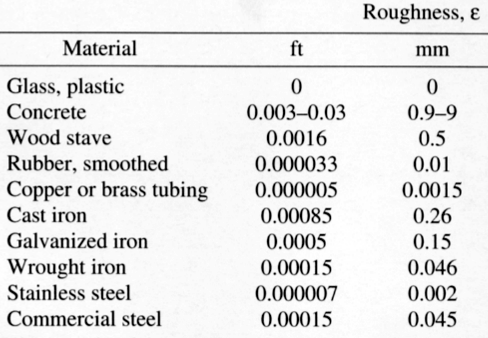 Roughness, ε
Material ft mm
Glass, plastic 0 0
Concrete 0.003–0.03 0.9–9
Wood stave 0.0016 0.5
Rubber, smoothed 0.000033 0.01
Copper or brass tubing 0.000005 0.0015
Cast iron 0.00085 0.26
Galvanized iron 0.0005 0.15
Wrought iron 0.00015 0.046
Stainless steel 0.000007 0.002
Commercial steel 0.00015 0.045